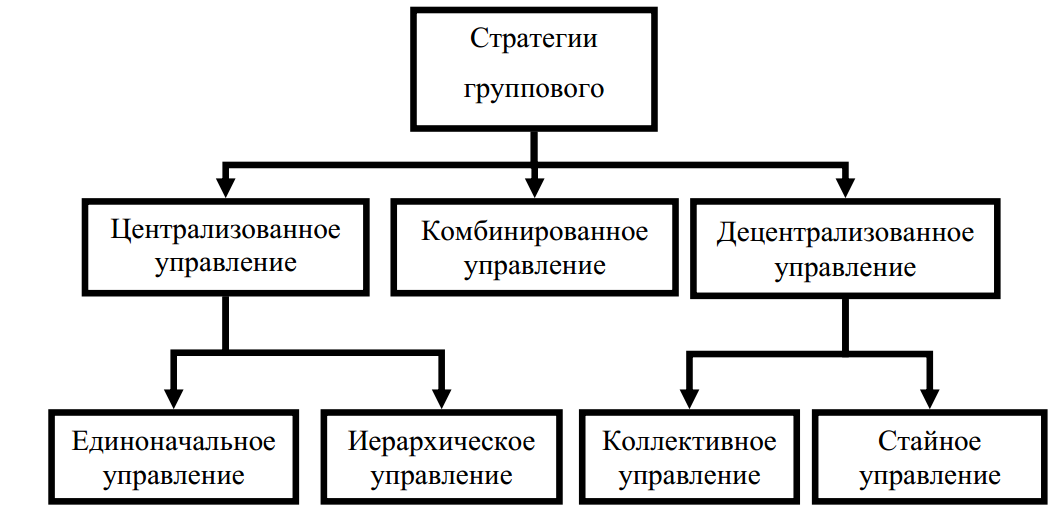 Стратегии
группового
Централизованное
управление
Комбинированное
управление
Децентрализованное
управление
Единоначальное
управление
Иерархическое
управление
Коллективное
управление
Стайное
управление